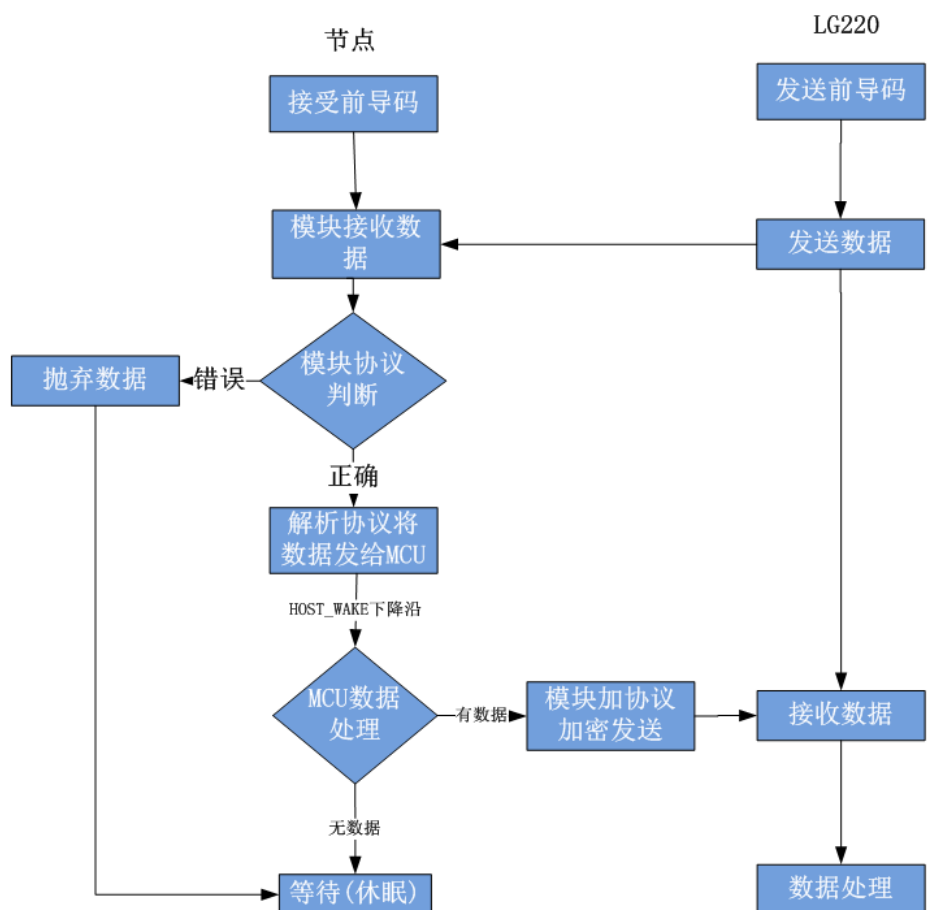 LG220
节点
接受前导码
发送前导码
模块接收数
据
发送数据
模块协议
判断
错误
抛弃数据
正确
解析协议将
数据发给MCU
HOST_WAKE下降沿
MCU数据
处理
有数据
模块加协议
加密发送
接收数据
无数据
等待(休眠)
数据处理